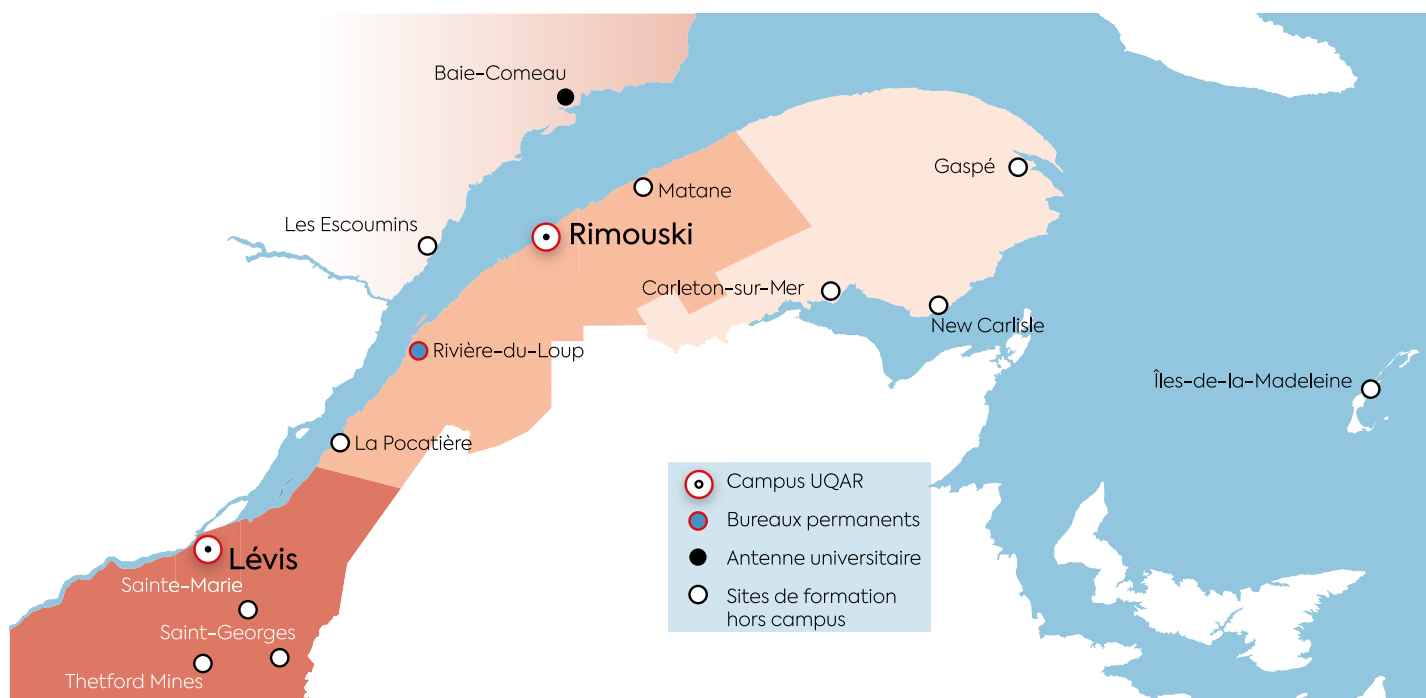 Baie-Comeau
Gaspé
Matane
Les Escoumins
Rimouski
Carleton-sur-Mer
New Carlisle
Rivière-du-Loup
Îles-de-la-Madeleine
La Pocatière
Campus UQAR
Bureaux permanents
Antenne universitaire
Sites de formation
hors campus
Lévis
Sainte-Marie
Saint-Georges
Thetford Mines